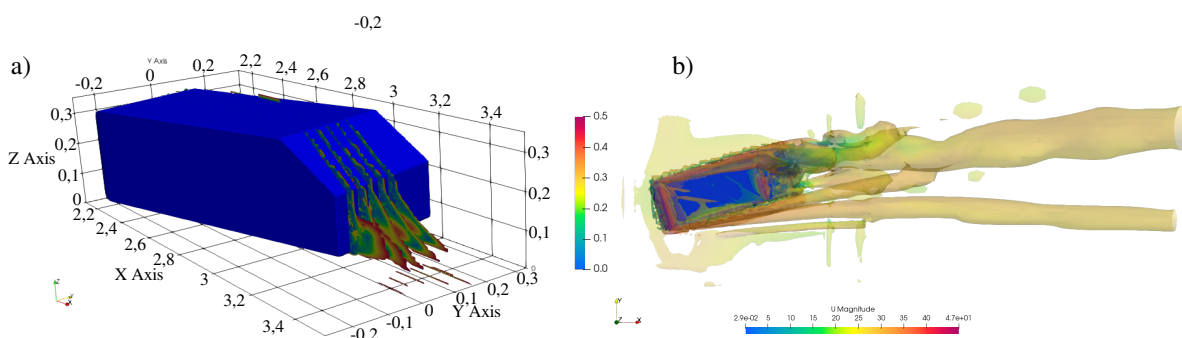 -0,2
a)
b)
Y Axis
-0,2 0 0,2 2,2 2,4 2,6 2,8 3 3,2 3,4
0,3
0,2
0,1
0
Z Axis
2,2
2,4
2,6
2,8
3
3,2
3,4
X Axis
-0,2 -0,1 0 0,1 0,2 0,3
Y Axis
0,3
0,2
0,1
0
0.5
0.4
0.3
0.2
0.1
0.0
Z
Y
X
Y
Z X
U Magnitude
2.9e-02 5 10 15 20 25 30 35 40 4.7e+01